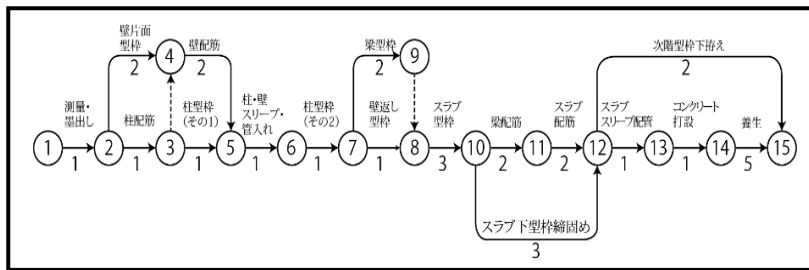 壁片面
型枠
2
4
壁配筋
2
梁型枠
2
9
次階型枠下拵え
2
測量・
墨出し
1
柱配筋
1
柱型枠
(その1)
1
柱・壁
スリーブ・
管入れ
1
柱型枠
(その2)
1
壁返し
型枠
1
スラブ
型枠
3
梁配筋
2
スラブ
配筋
2
スラブ
スリーブ配管
1
コンクリート
打設
1
養生
5
1
2
3
5
6
7
8
10
11
12
13
14
15
スラブ下型枠締固め
3